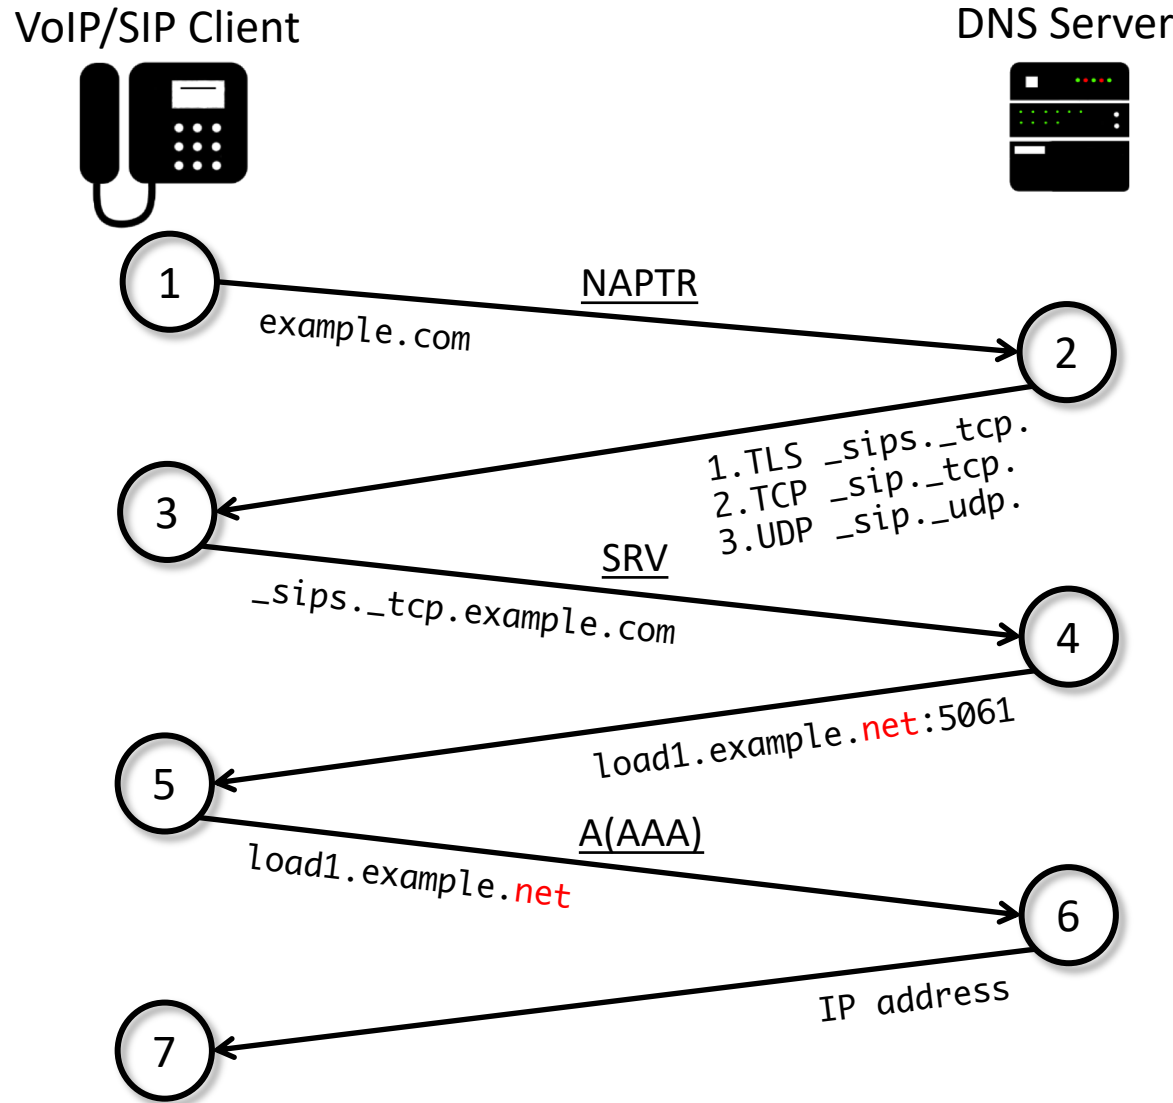 VoIP/SIP Client
DNS Server
1
NAPTR
example.com
2
1.TLS _sips._tcp.
2.TCP _sip._tcp.
3.UDP _sip._udp.
3
SRV
_sips._tcp.example.com
4
load1.example.net:5061
5
A(AAA)
load1.example.net
6
IP address
7